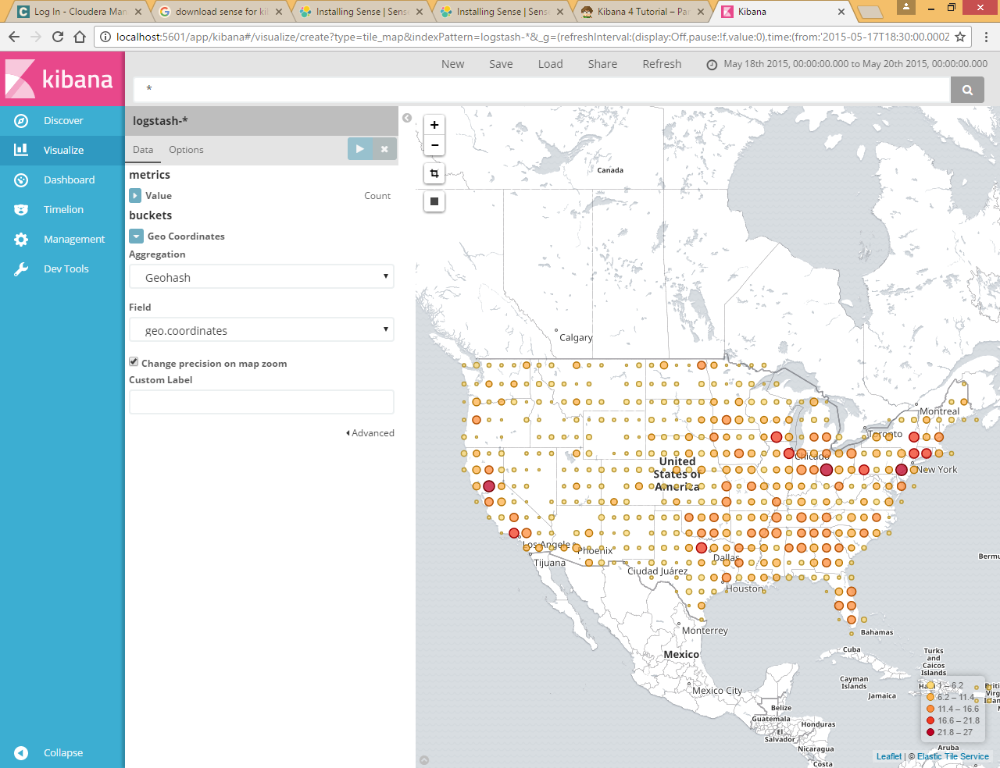 Log In - Cloudera Man
download sense for ki
Installing Sense | Sens
Installing Sense | Sens
Kibana 4 Tutorial – Pa
Kibana
localhost:5601/app/kibana#/visualize/create?type=tile_map&indexPattern=logstash-*&_g=(refreshInterval:(display:Off,pause:!f,value:0),time:(from:'2015-05-17T18:30:00.000Z
kibana
New Save Load Share Refresh May 18th 2015, 00:00:00.000 to May 20th 2015, 00:00:00.000
*
Discover
Visualize
Dashboard
Timelion
Management
Dev Tools
Collapse
logstash-*
Data Options
metrics
Value Count
buckets
Geo Coordinates
Aggregation
Geohash
Field
geo.coordinates
Change precision on map zoom
Custom Label
Advanced
+
−
Canada
Calgary
Montreal
Toronto
Chicago
New York
United
States of
America
Los Angeles
Phoenix
Tijuana
Dallas
Ciudad Juárez
Houston
Monterrey
Mexico
Mexico City
Bermu
Bahamas
Cuba
Turks
and
Caicos
Islands
Cayman
Islands
Jamaica
Haiti
Briti
Virg
Islan
Belize
Guatemala
Honduras
El
Salvador
Nicaragua
Costa
Aruba
1 – 6.2
6.2 – 11.4
11.4 – 16.6
16.6 – 21.8
21.8 – 27
Leaflet | © Elastic Tile Service